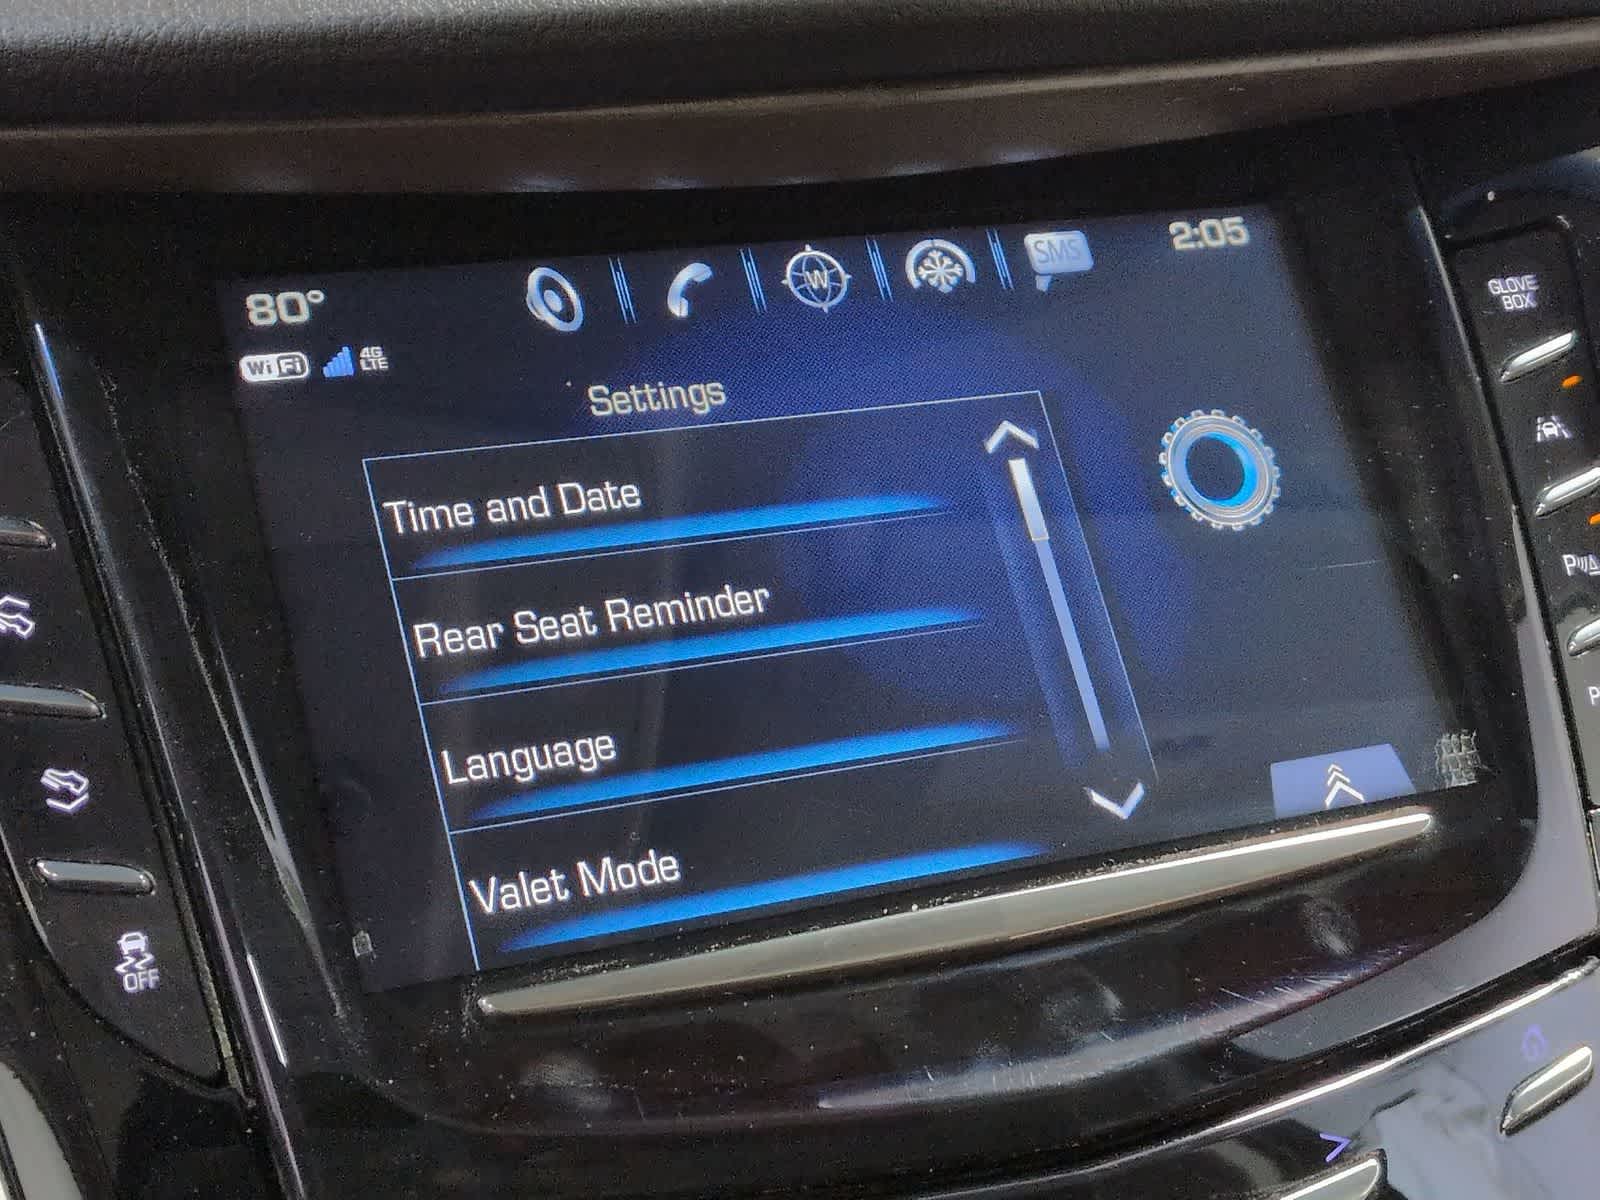 80°
W
SMS
2:05
WiFi
4G
LTE
Settings
Time and Date
Rear Seat Reminder
Language
Valet Mode
OFF
GLOVE
BOX
P
P